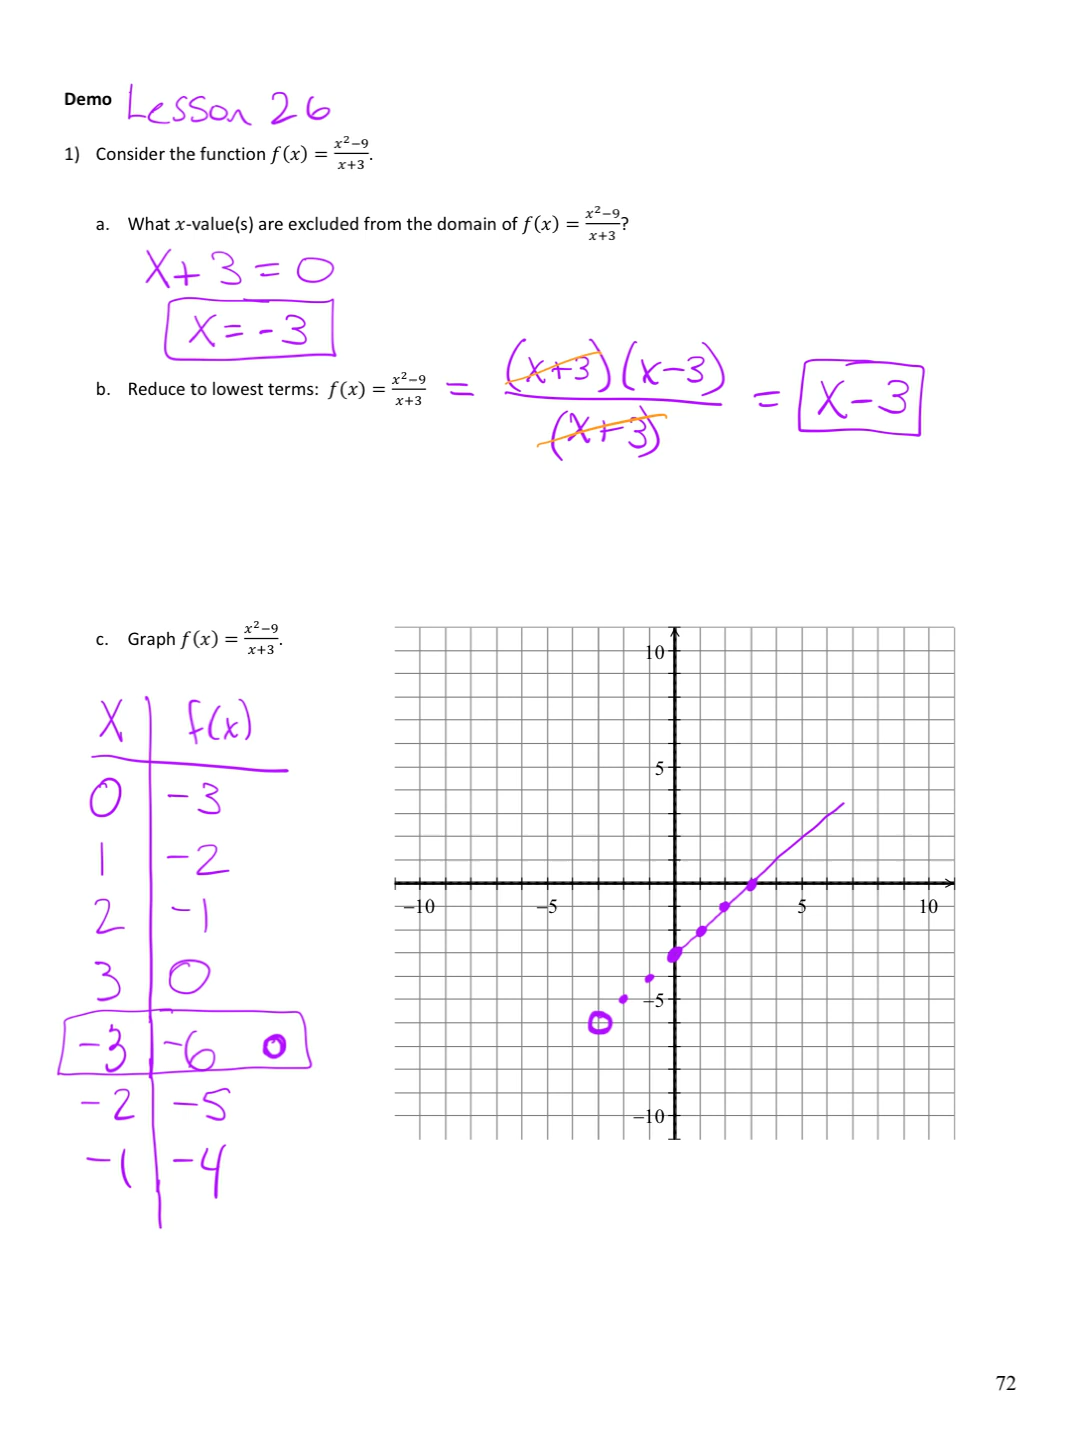 Demo Lesson 26
1) Consider the function f(x) = x²−9/x+3.
a. What x-value(s) are excluded from the domain of f(x) = x²−9/x+3?
x+3=0
x=-3
b. Reduce to lowest terms: f(x) = x²−9/x+3 = (x+3)(x-3)/(x+3) = x-3
c. Graph f(x) = x²−9/x+3.
x f(x)
0 -3
1 -2
2 -1
3 0
-3 -6 o
-2 -5
-1 -4
10
5
−10 −5 5 10
−5
−10
72